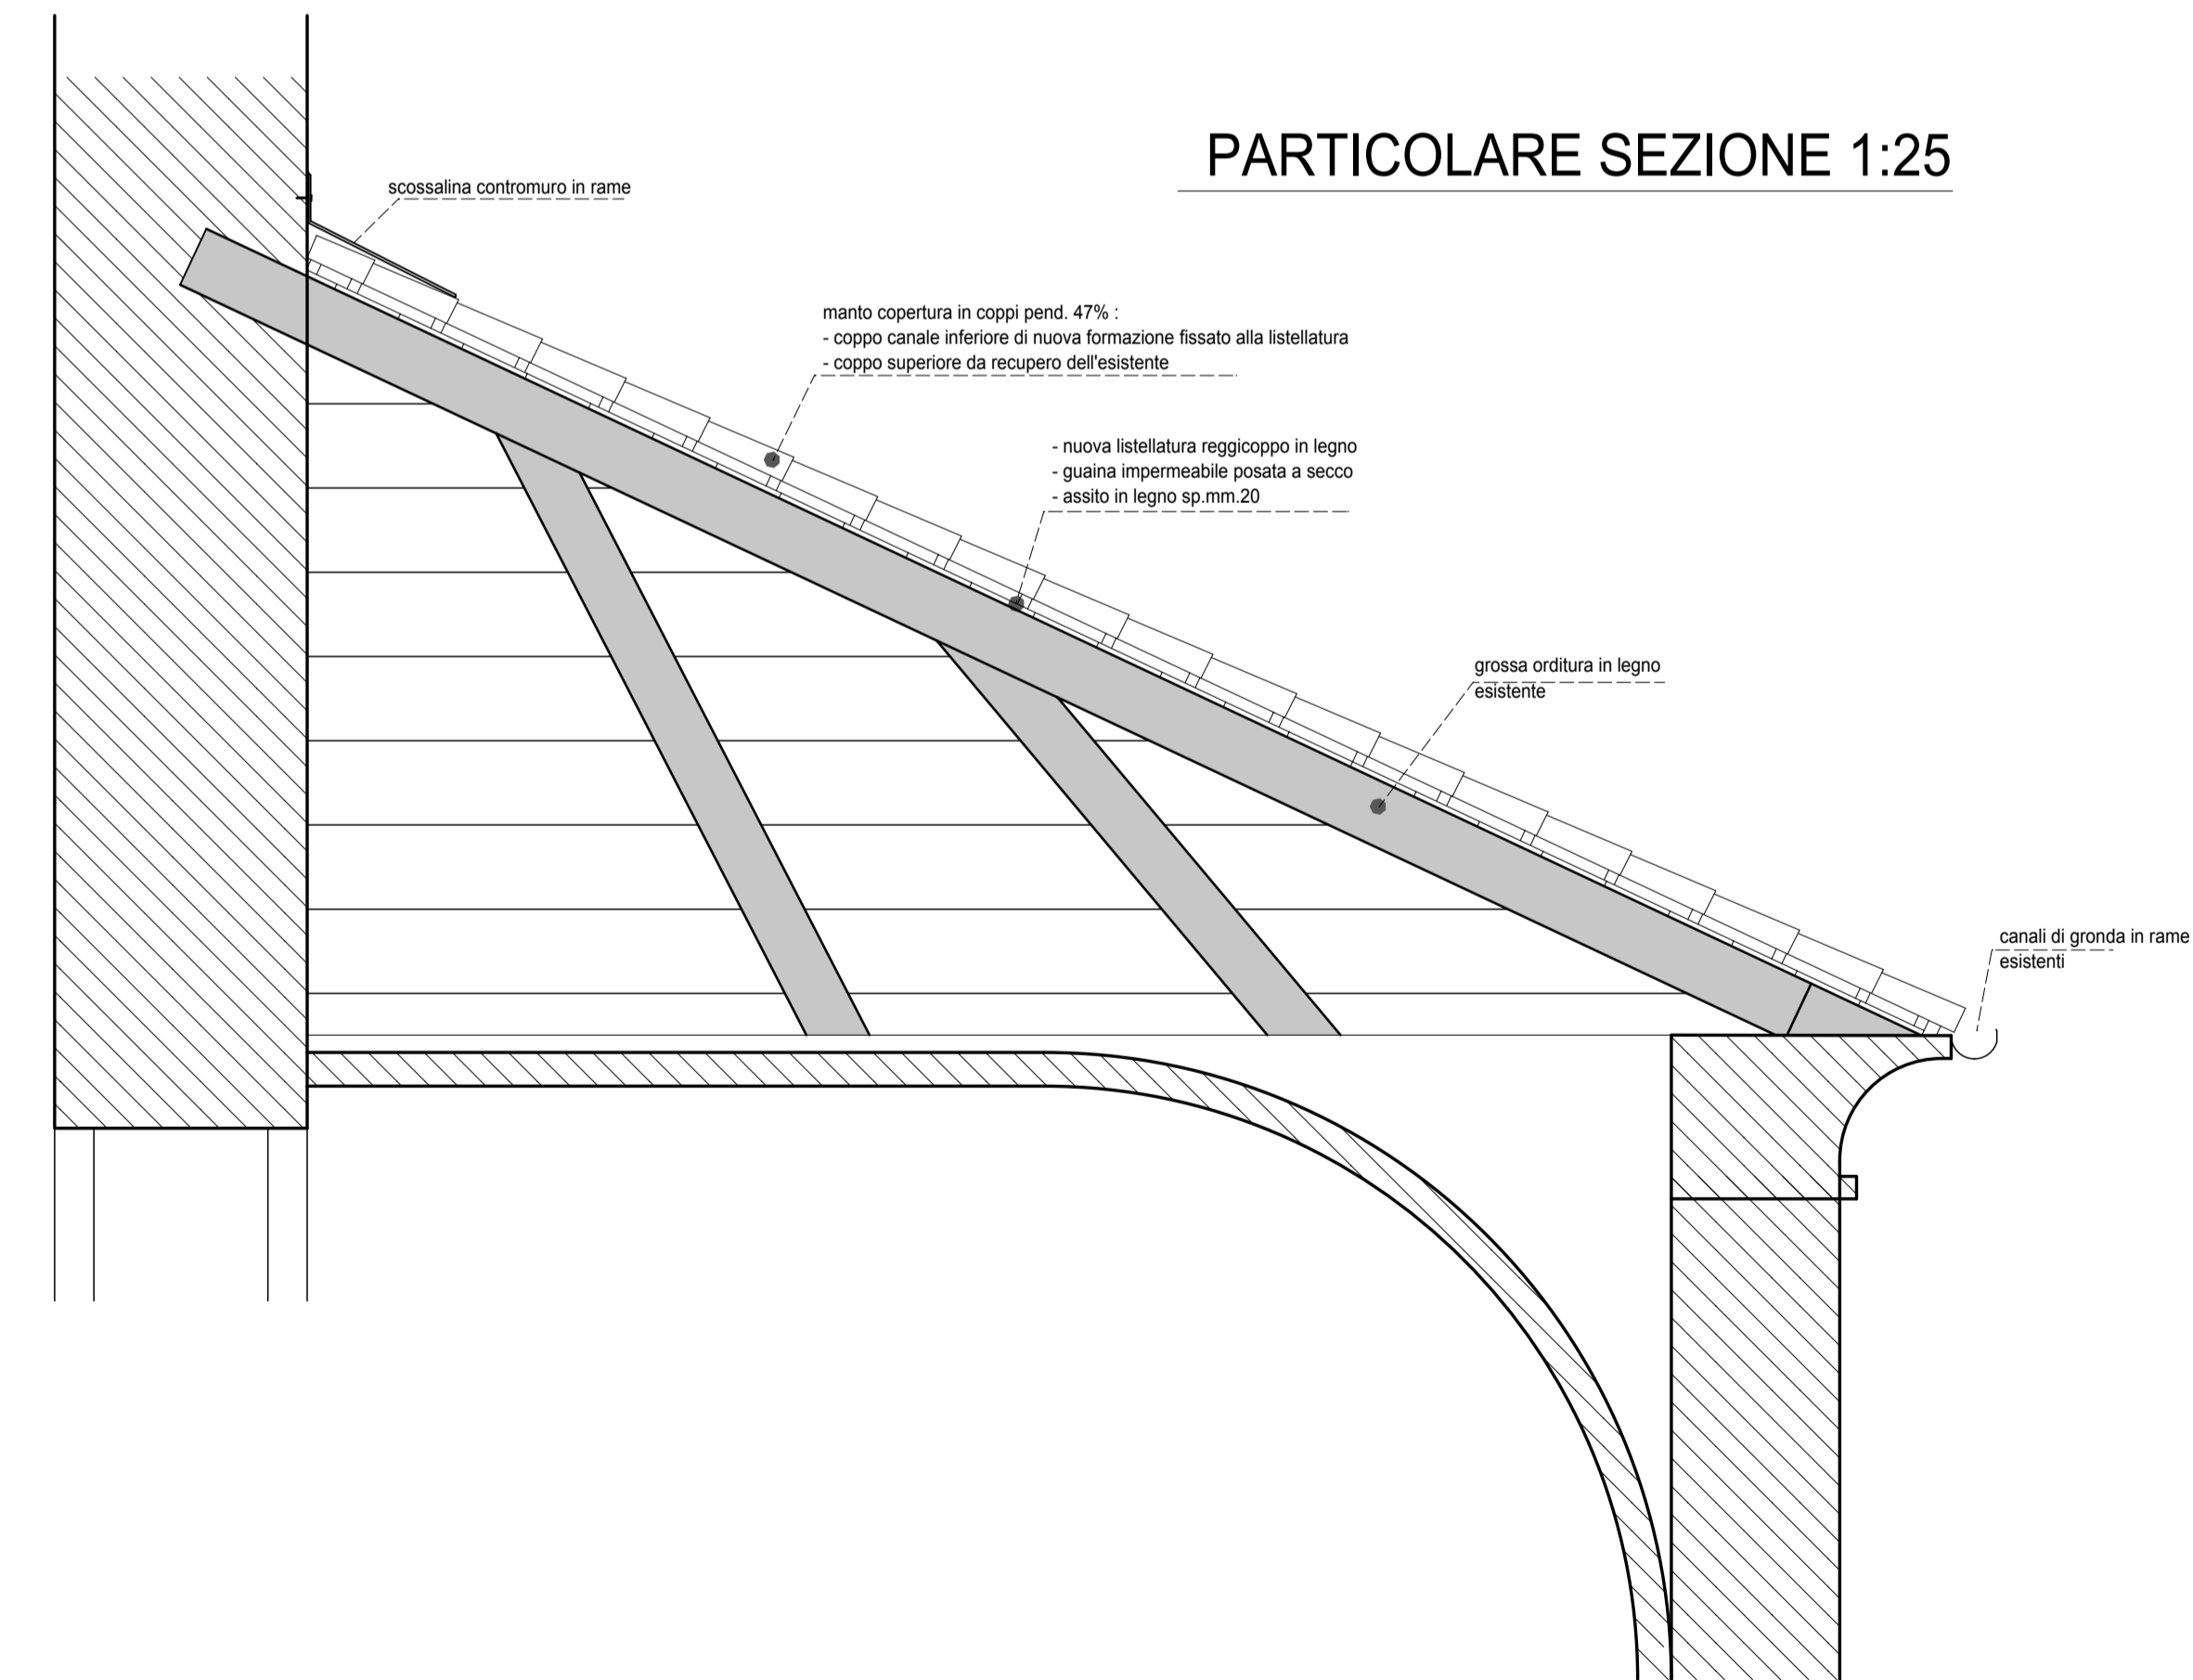 PARTICOLARE SEZIONE 1:25
scossalina contromuro in rame
manto copertura in coppi pend. 47% :
- coppo canale inferiore di nuova formazione fissato alla listellatura
- coppo superiore da recupero dell'esistente
- nuova listellatura reggicoppo in legno
- guaina impermeabile posata a secco
- assito in legno sp.mm.20
grossa orditura in legno
esistente
canali di gronda in rame
esistenti